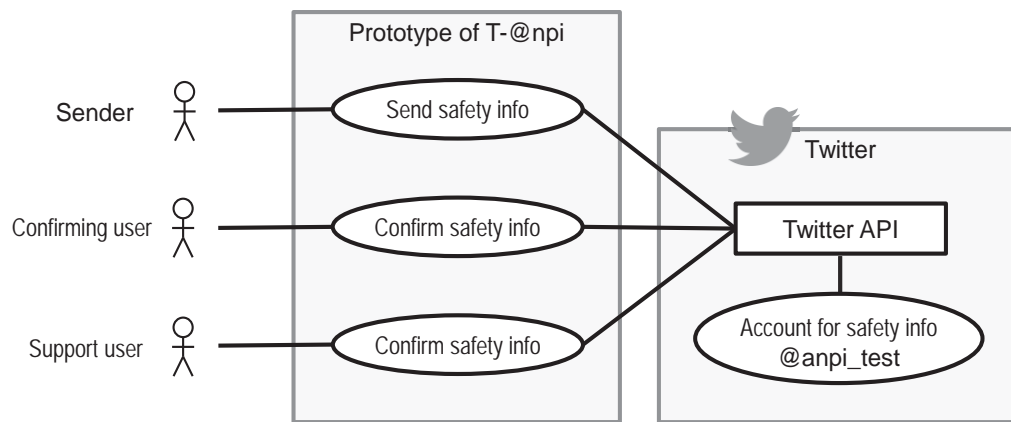 Prototype of T-@npi
Sender
Send safety info
Twitter
Confirming user
Confirm safety info
Twitter API
Support user
Confirm safety info
Account for safety info
@anpi_test